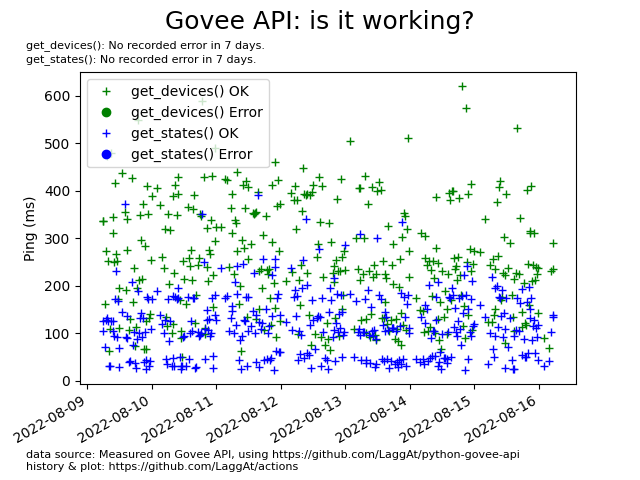 Govee API: is it working?
get_devices(): No recorded error in 7 days.
get_states(): No recorded error in 7 days.
get_devices() OK
get_devices() Error
get_states() OK
get_states() Error
Ping (ms)
600
500
400
300
200
100
0
2022-08-09
2022-08-10
2022-08-11
2022-08-12
2022-08-13
2022-08-14
2022-08-15
2022-08-16
data source: Measured on Govee API, using https://github.com/LaggAt/python-govee-api
history & plot: https://github.com/LaggAt/actions